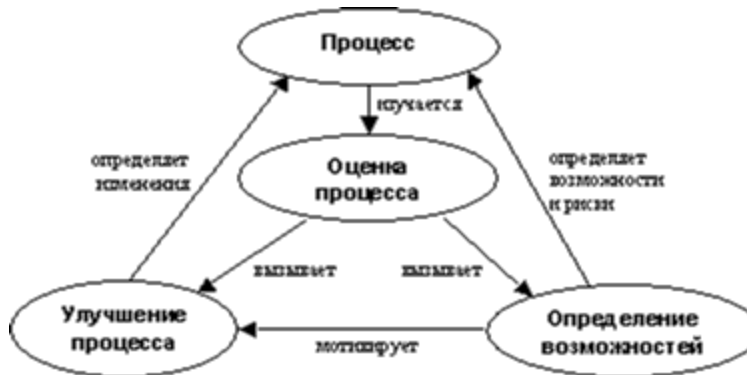 Процесс
изучается
определяет
изменения
Оценка
процесса
определяет
возможности
и риски
вызывает
вызывает
Улучшение
процесса
мотивирует
Определение
возможностей